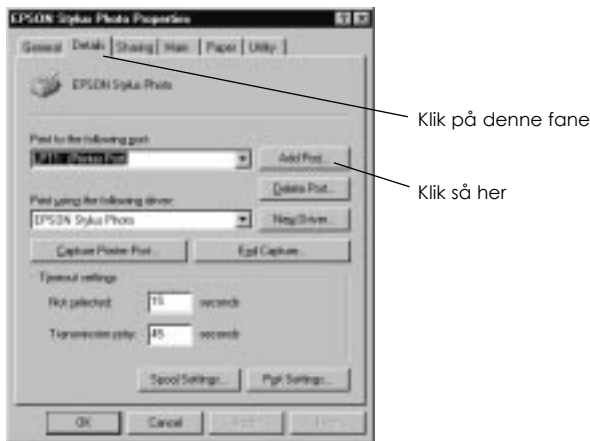 EPSON Stylus Photo Properties
General Details Sharing Main Paper Utility
Klik på denne fane
EPSON Stylus Photo
Print to the following port:
LPT1: (Printer Port)
Add Port...
Klik så her
Delete Port...
Print using the following driver:
EPSON Stylus Photo
New Driver...
Capture Printer Port... End Capture...
Timeout settings
Not selected: 15 seconds
Transmission retry: 45 seconds
Spool Settings... Port Settings...
OK Cancel